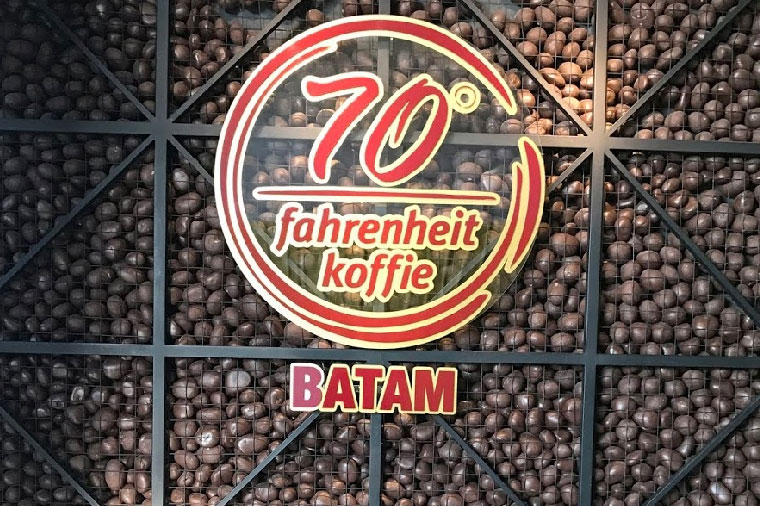 70°
fahrenheit
koffie
BATAM